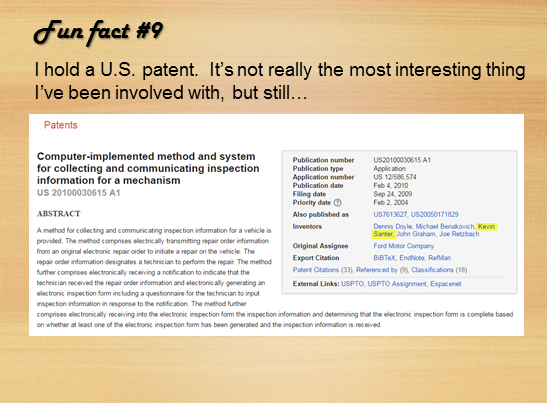 Fun fact #9
I hold a U.S. patent. It's not really the most interesting thing
I've been involved with, but still…
Patents
Computer-implemented method and system
for collecting and communicating inspection
information for a mechanism
US 20100030615 A1
ABSTRACT
A method for collecting and communicating inspection information for a vehicle is
provided. The method comprises electrically transmitting repair order information
from an original electronic repair order to initiate a repair on the vehicle. The
repair order information designates a technician to perform the repair. The method
further comprises electronically receiving a notification to indicate that the
technician received the repair order information and electronically generating an
electronic inspection form including a questionnaire for the technician to input
inspection information in response to the notification. The method further
comprises electronically receiving into the electronic inspection form the inspection information and determining that the electronic inspection form is complete based
on whether at least one of the electronic inspection form has been generated and the inspection information is received.
Publication number US20100030615 A1
Publication type Application
Application number US 12/586,574
Publication date Feb 4, 2010
Filing date Sep 24, 2009
Priority date ? Feb 2, 2004
Also published as US7613627, US20050171829
Inventors Dennis Doyle, Michael Benakovich, Kevin
Santer, John Graham, Joe Retzbach
Original Assignee Ford Motor Company
Export Citation BiBTeX, EndNote, RefMan
Patent Citations (33), Referenced by (9), Classifications (18)
External Links: USPTO, USPTO Assignment, Espacenet